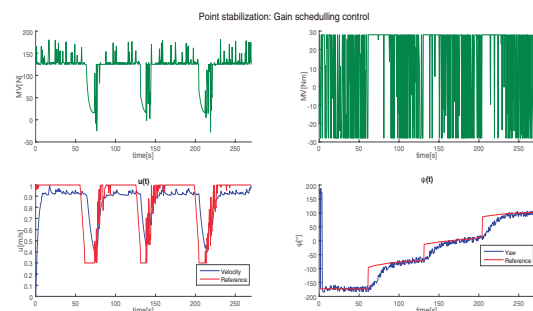 Point stabilization: Gain schedulling control
200
150
100
50
0
-50
MV[N]
0 50 100 150 200 250
time[s]
30
20
10
0
-10
-20
-30
MV[Nm]
0 50 100 150 200 250
time[s]
u(t)
1
0.9
0.8
0.7
0.6
0.5
0.4
0.3
0.2
0.1
0
u[m/s]
Velocity
Reference
0 50 100 150 200 250
time[s]
ψ(t)
200
150
100
50
0
-50
-100
-150
-200
ψ[°]
Yaw
Reference
0 50 100 150 200 250
time[s]